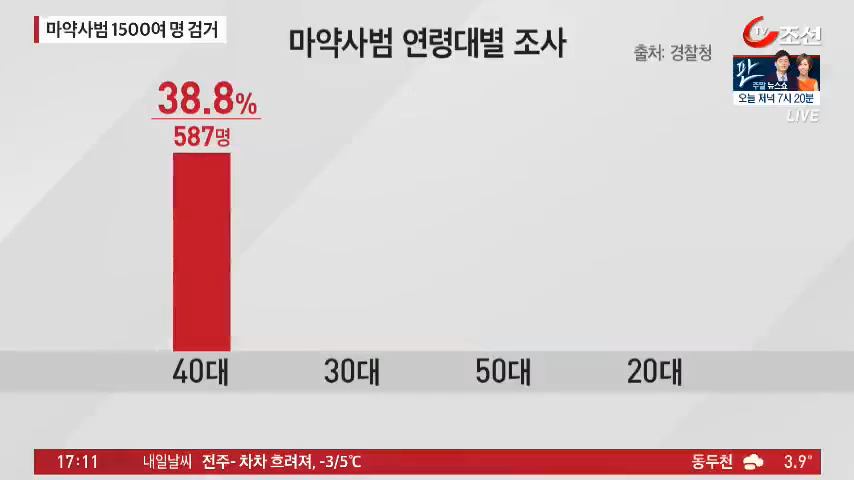 마약사범 1500여 명 검거
마약사범 연령대별 조사
출처: 경찰청
TV조선
판
주말 뉴스쇼
오늘 저녁 7시 20분
LIVE
38.8%
587명
40대
30대
50대
20대
17:11 내일날씨 전주- 차차 흐려져, -3/5℃ 동두천 3.9°